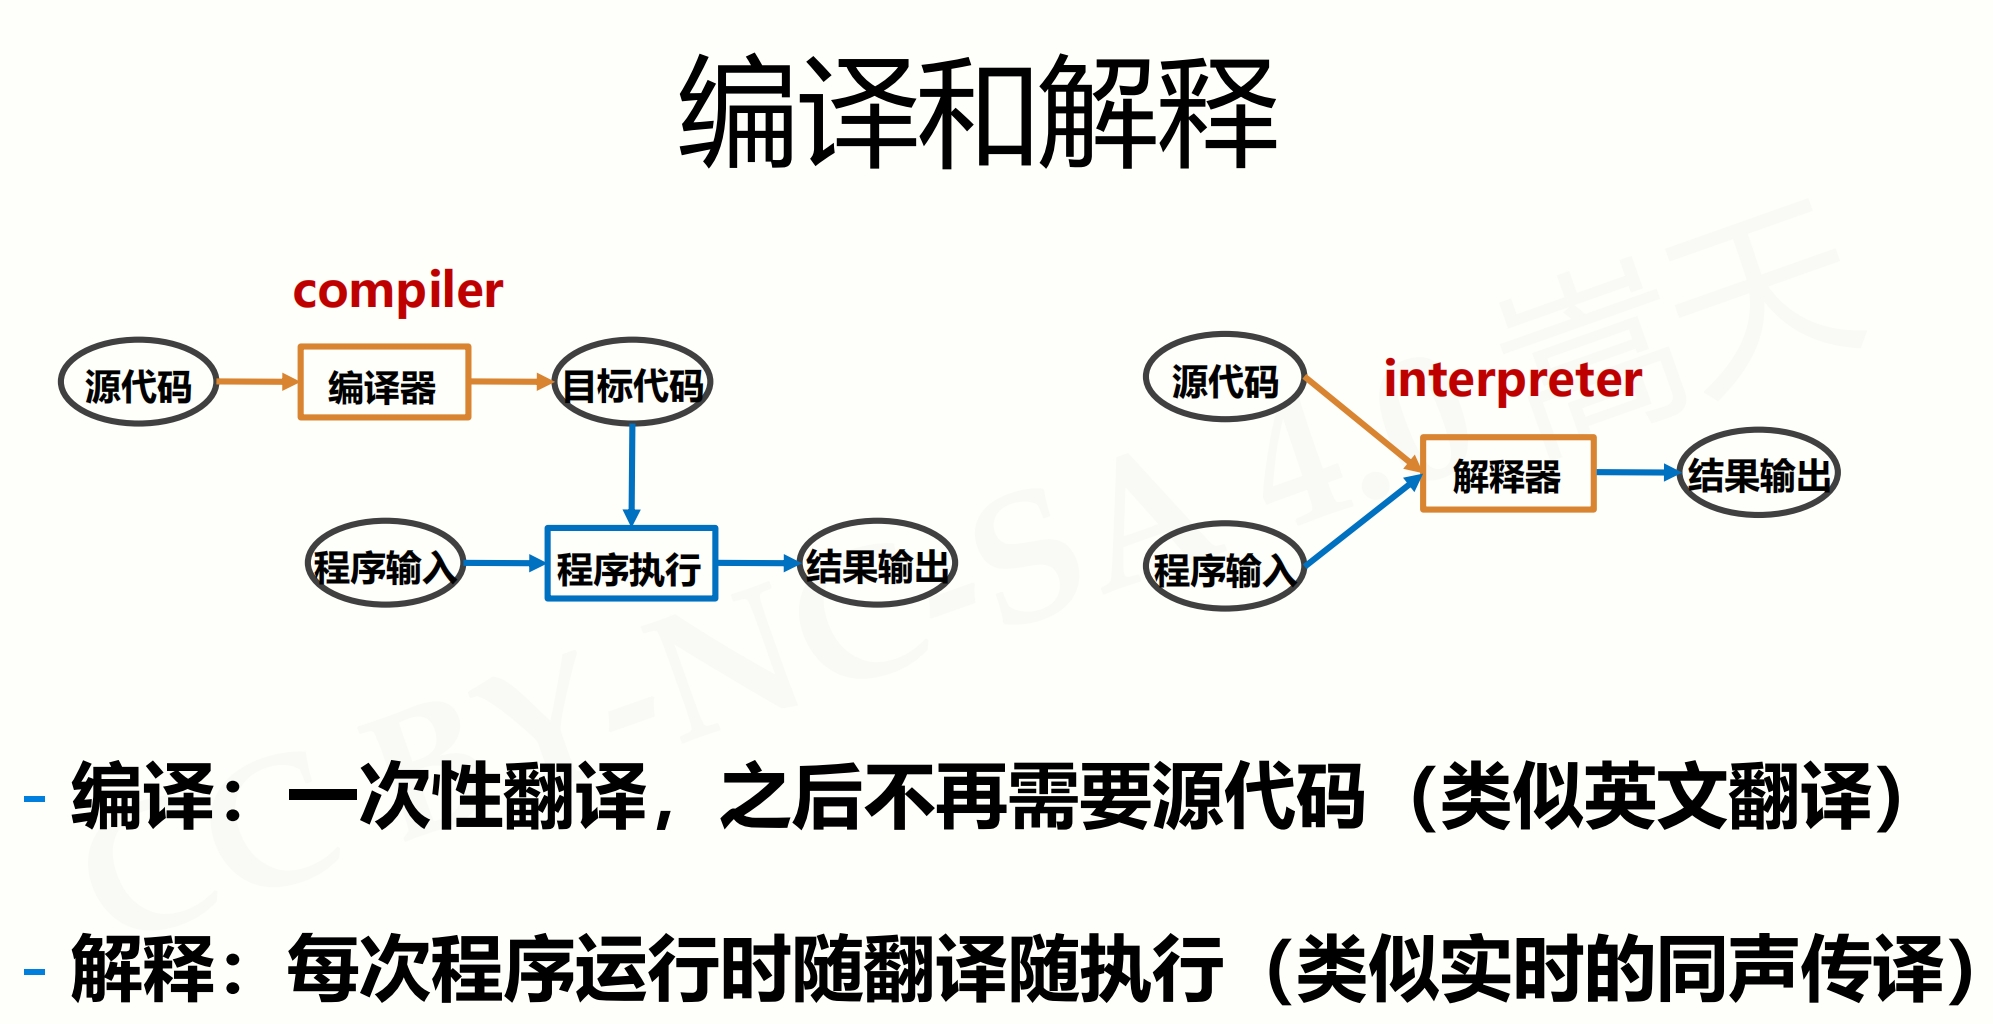 编译和解释
compiler
源代码
编译器
目标代码
程序输入
程序执行
结果输出
源代码
interpreter
解释器
结果输出
程序输入
- 编译：一次性翻译，之后不再需要源代码（类似英文翻译）
- 解释：每次程序运行时随翻译随执行（类似实时的同声传译）
CC BY-NC-SA 4.0 嵩天